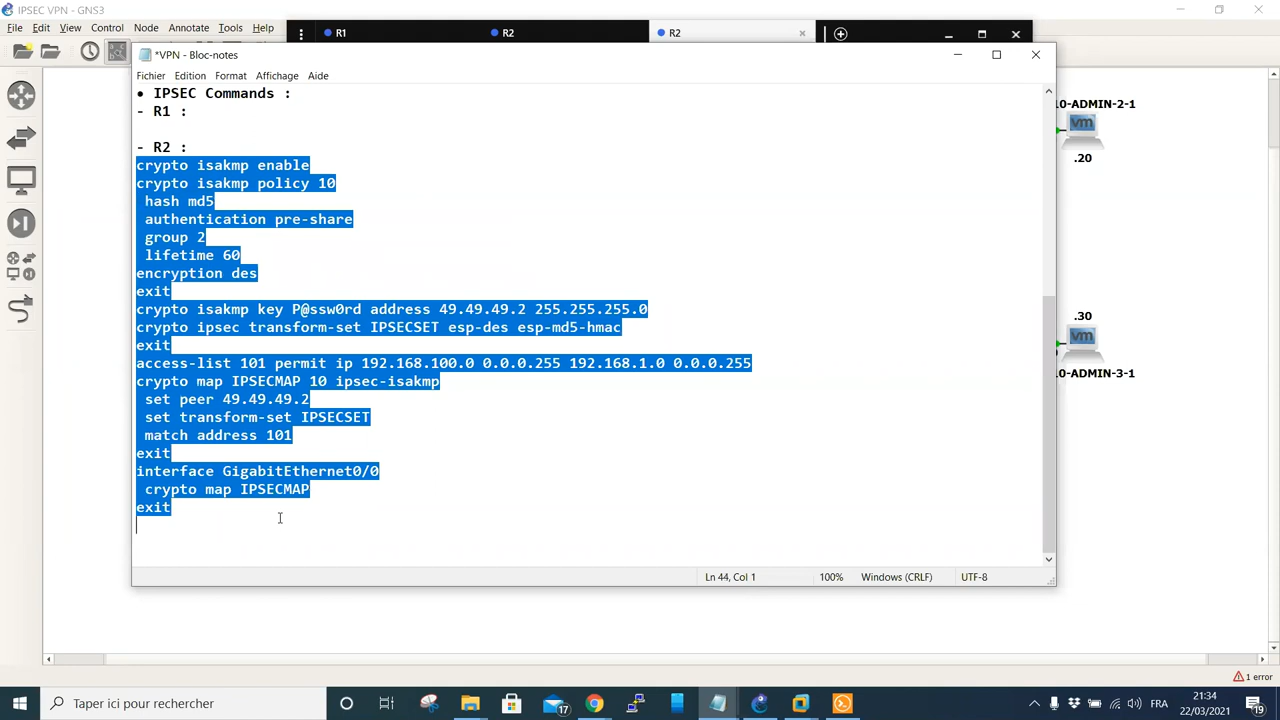 IPSEC VPN - GNS3
File Edit View Control Node Annotate Tools Help
R1
R2
R2
*VPN - Bloc-notes
Fichier Edition Format Affichage Aide
• IPSEC Commands :
- R1 :
- R2 :
crypto isakmp enable
crypto isakmp policy 10
hash md5
authentication pre-share
group 2
lifetime 60
encryption des
exit
crypto isakmp key P@ssw0rd address 49.49.49.2 255.255.255.0
crypto ipsec transform-set IPSECSET esp-des esp-md5-hmac
exit
access-list 101 permit ip 192.168.100.0 0.0.0.255 192.168.1.0 0.0.0.255
crypto map IPSECMAP 10 ipsec-isakmp
set peer 49.49.49.2
set transform-set IPSECSET
match address 101
exit
interface GigabitEthernet0/0
crypto map IPSECMAP
exit
Ln 44, Col 1
100%
Windows (CRLF)
UTF-8
10-ADMIN-2-1
vm
.20
.30
vm
10-ADMIN-3-1
1 error
Taper ici pour rechercher
17
FR
21:34
22/03/2021
19